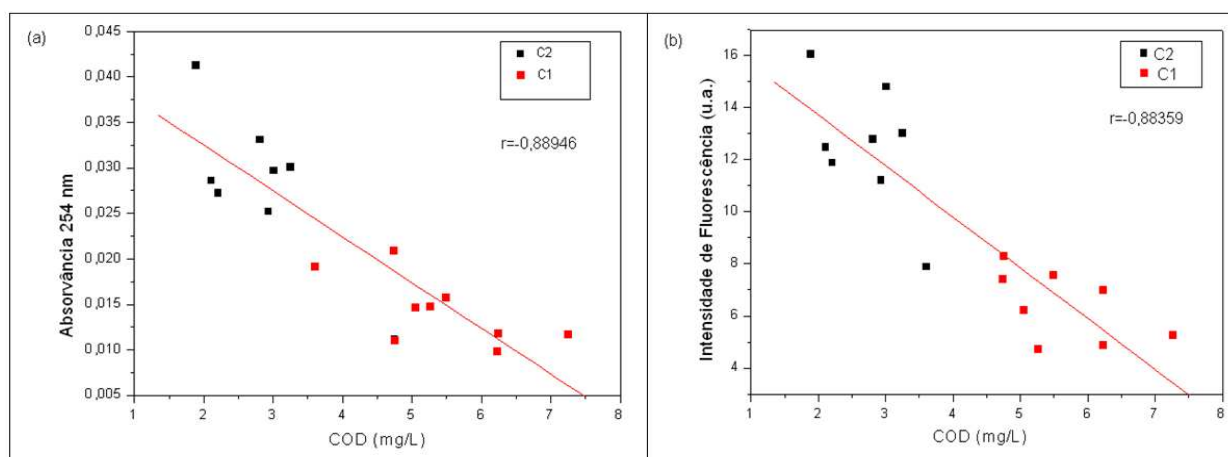 (a)
C2
C1
r=-0,88946
Absorvância 254 nm
0,045
0,040
0,035
0,030
0,025
0,020
0,015
0,010
0,005
1 2 3 4 5 6 7 8
COD (mg/L)
(b)
C2
C1
r=-0,88359
Intensidade de Fluorescência (u.a.)
16
14
12
10
8
6
4
1 2 3 4 5 6 7 8
COD (mg/L)